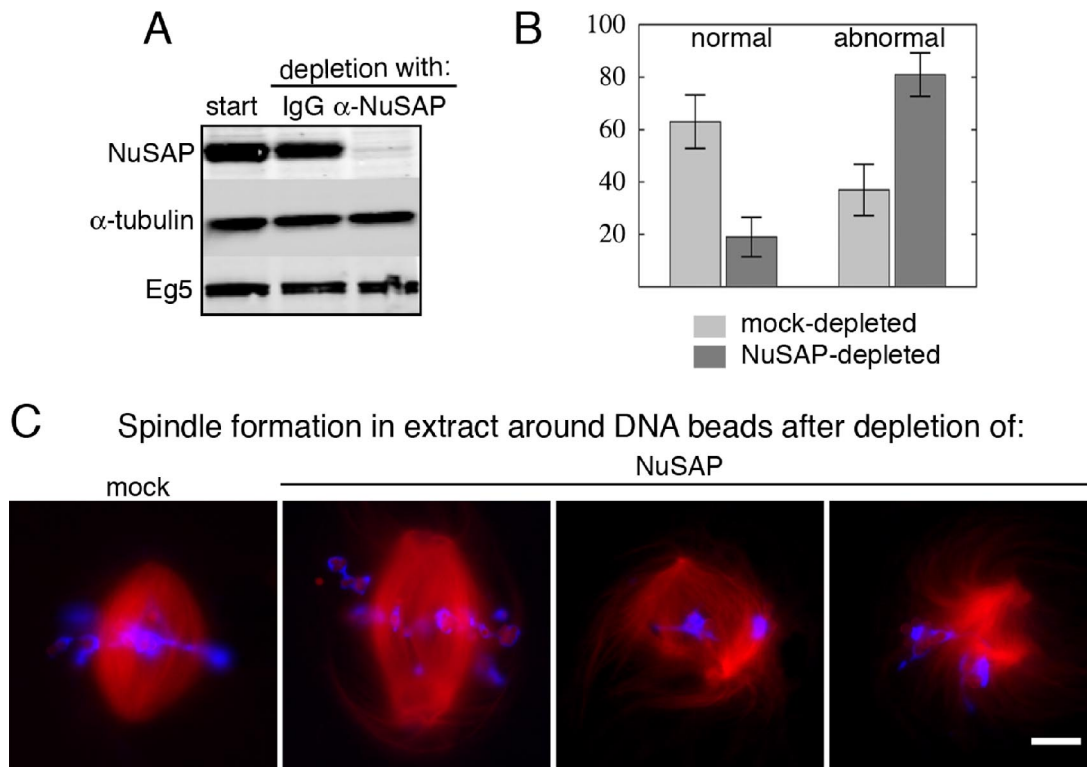 A
depletion with:
start IgG α-NuSAP
NuSAP
α-tubulin
Eg5
B
100
80
60
40
20
normal abnormal
mock-depleted
NuSAP-depleted
C Spindle formation in extract around DNA beads after depletion of:
mock NuSAP